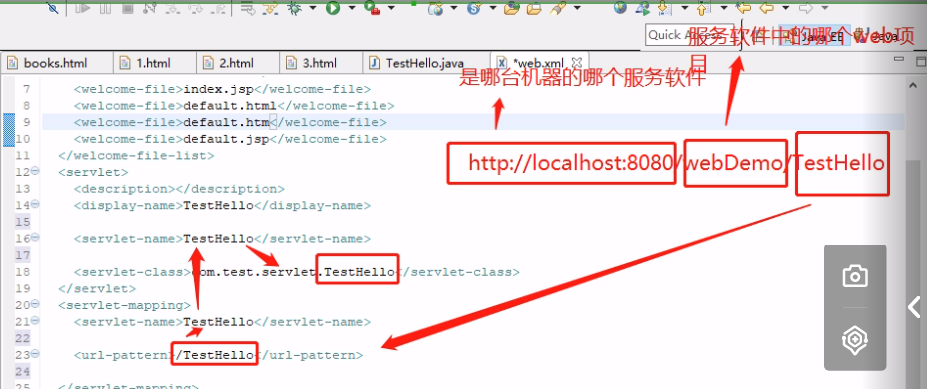 Quick Access
Java EE
Java
服务软件中的哪个Web项
目
books.html
1.html
2.html
3.html
TestHello.java
*web.xml
是哪台机器的哪个服务软件
7 <welcome-file>index.jsp</welcome-file>
8 <welcome-file>default.html</welcome-file>
9 <welcome-file>default.htm</welcome-file>
10 <welcome-file>default.jsp</welcome-file>
11 </welcome-file-list>
http://localhost:8080/webDemo/TestHello
12 <servlet>
13 <description></description>
14 <display-name>TestHello</display-name>
15
16 <servlet-name>TestHello</servlet-name>
17
18 <servlet-class>com.test.servlet.TestHello</servlet-class>
19 </servlet>
20 <servlet-mapping>
21 <servlet-name>TestHello</servlet-name>
22
23 <url-pattern>/TestHello</url-pattern>
24
25 </servlet-mapping>